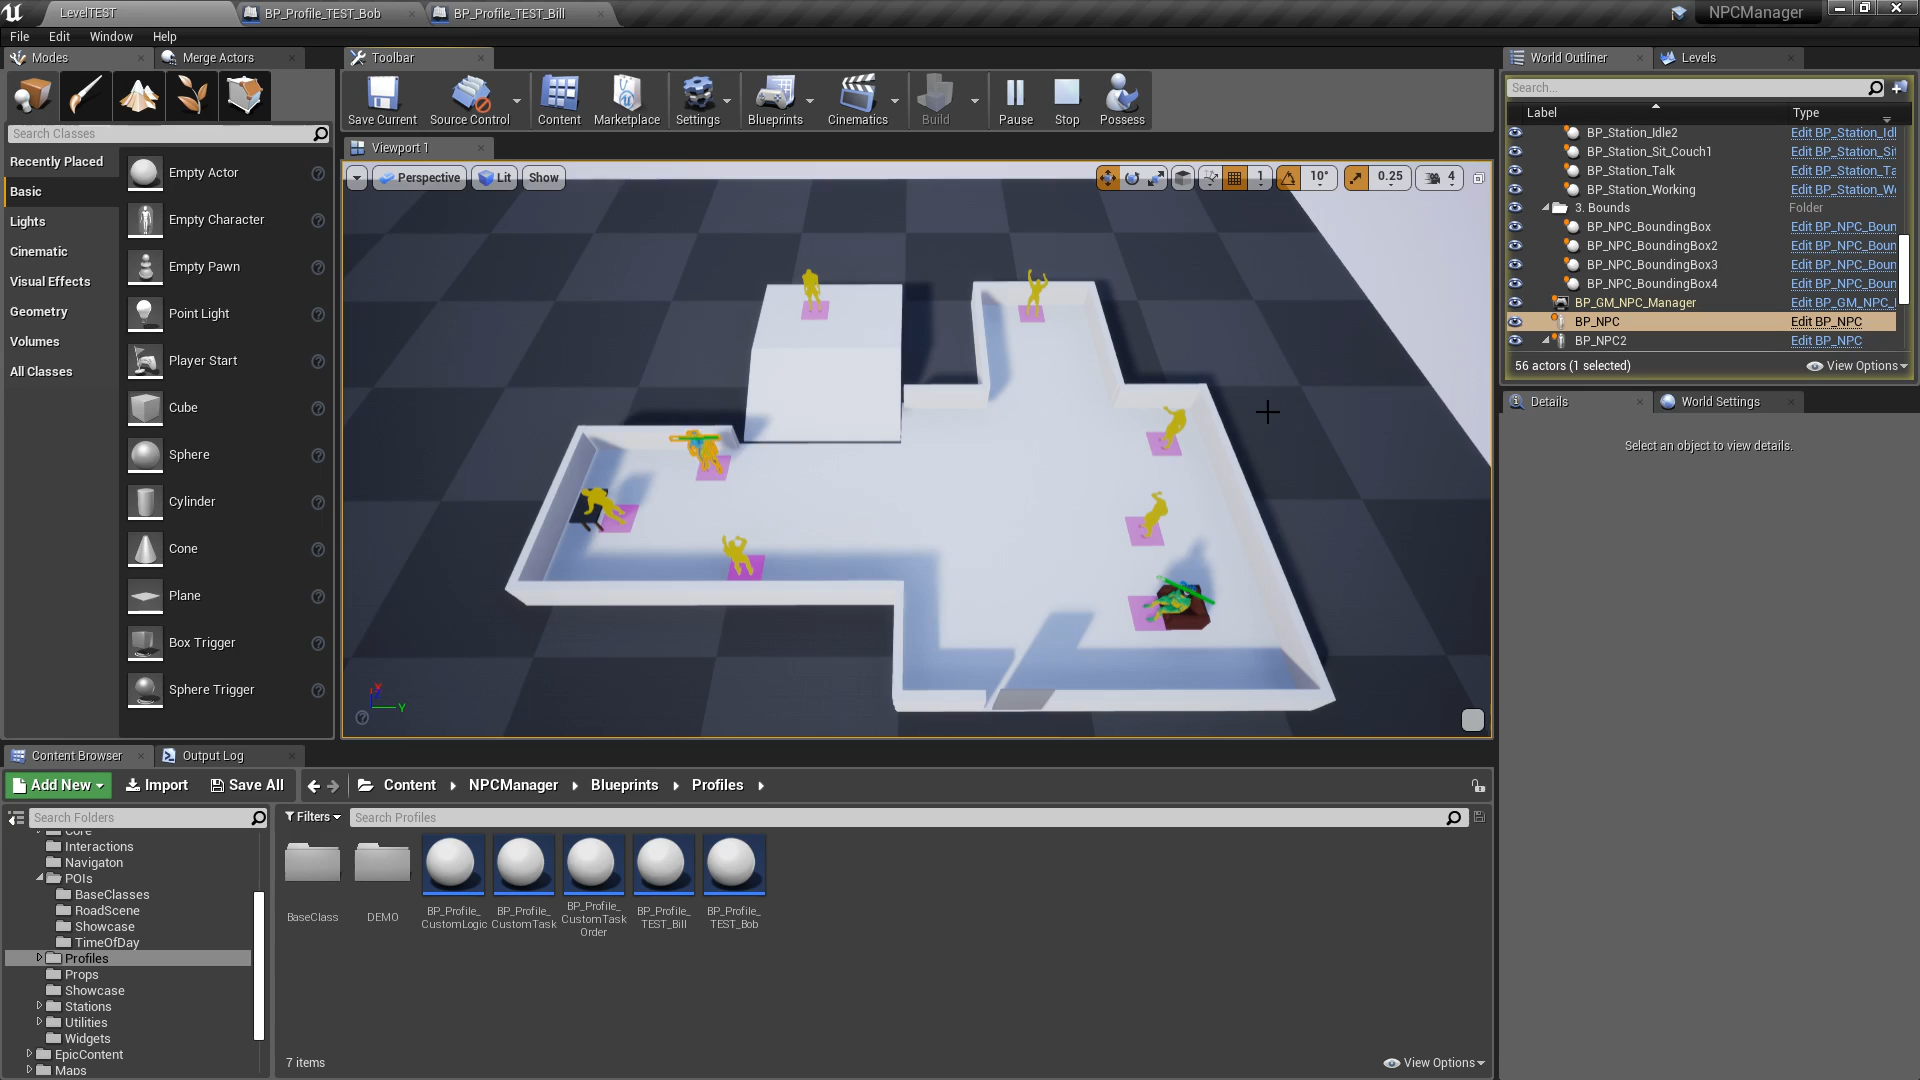 LevelTEST
BP_Profile_TEST_Bob
BP_Profile_TEST_Bill
NPCManager
File
Edit
Window
Help
Modes
Merge Actors
Toolbar
World Outliner
Levels
Search Classes
Save Current
Source Control
Content
Marketplace
Settings
Blueprints
Cinematics
Build
Pause
Stop
Possess
Search...
Label
Type
BP_Station_Idle2
Edit BP_Station_Idl
BP_Station_Sit_Couch1
Edit BP_Station_Sit
BP_Station_Talk
Edit BP_Station_Ta
BP_Station_Working
Edit BP_Station_Wo
3. Bounds
Folder
BP_NPC_BoundingBox
Edit BP_NPC_Boun
BP_NPC_BoundingBox2
Edit BP_NPC_Boun
BP_NPC_BoundingBox3
Edit BP_NPC_Boun
BP_NPC_BoundingBox4
Edit BP_NPC_Boun
BP_GM_NPC_Manager
Edit BP_GM_NPC_
BP_NPC
Edit BP_NPC
BP_NPC2
Edit BP_NPC
56 actors (1 selected)
View Options
Details
World Settings
Select an object to view details.
Recently Placed
Basic
Lights
Cinematic
Visual Effects
Geometry
Volumes
All Classes
Empty Actor
Empty Character
Empty Pawn
Point Light
Player Start
Cube
Sphere
Cylinder
Cone
Plane
Box Trigger
Sphere Trigger
Viewport 1
Perspective
Lit
Show
1
10°
0.25
4
X
Y
Content Browser
Output Log
Add New
Import
Save All
Content
NPCManager
Blueprints
Profiles
Search Folders
Filters
Search Profiles
Core
Interactions
Navigaton
POIs
BaseClasses
RoadScene
Showcase
TimeOfDay
Profiles
Props
Showcase
Stations
Utilities
Widgets
EpicContent
Maps
BaseClass
DEMO
BP_Profile_
CustomLogic
BP_Profile_
CustomTask
BP_Profile_
CustomTask
Order
BP_Profile_
TEST_Bill
BP_Profile_
TEST_Bob
7 items
View Options